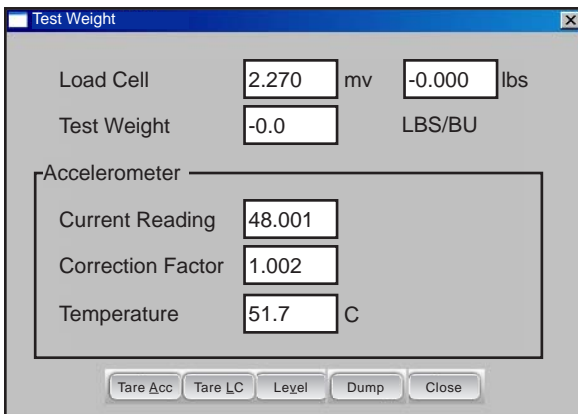 Test Weight
Load Cell 2.270 mv -0.000 lbs
Test Weight -0.0 LBS/BU
Accelerometer
Current Reading 48.001
Correction Factor 1.002
Temperature 51.7 C
Tare Acc Tare LC Level Dump Close